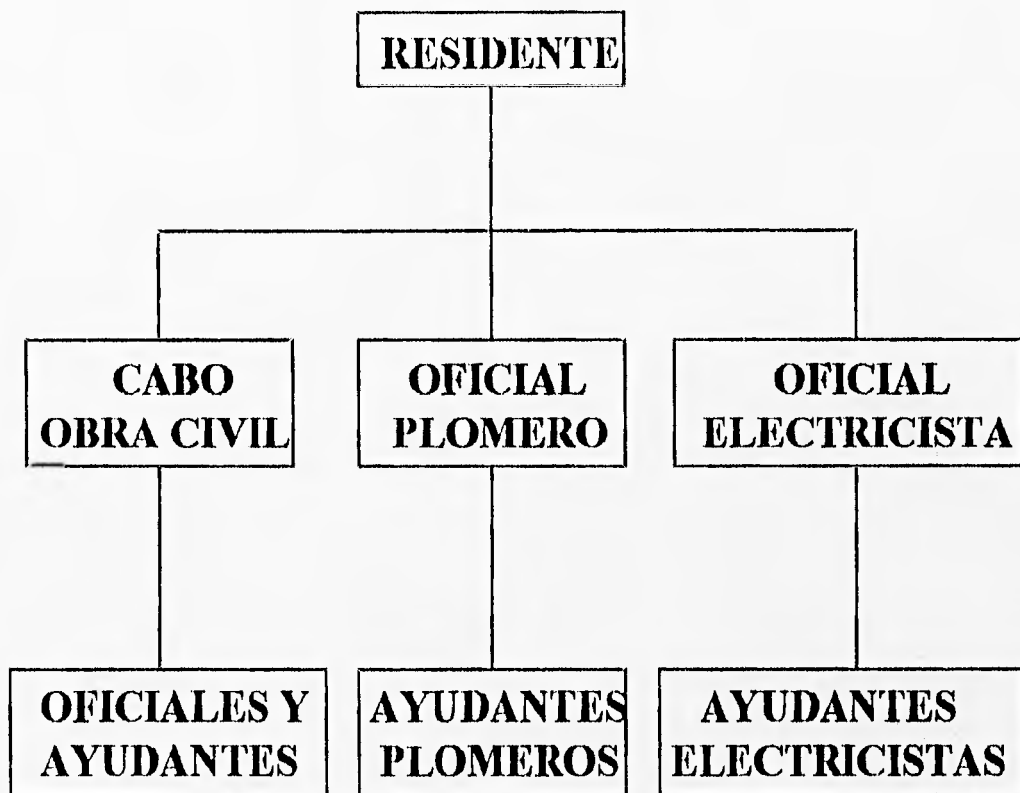 RESIDENTE
CABO
OBRA CIVIL
OFICIAL
PLOMERO
OFICIAL
ELECTRICISTA
OFICIALES Y
AYUDANTES
AYUDANTES
PLOMEROS
AYUDANTES
ELECTRICISTAS